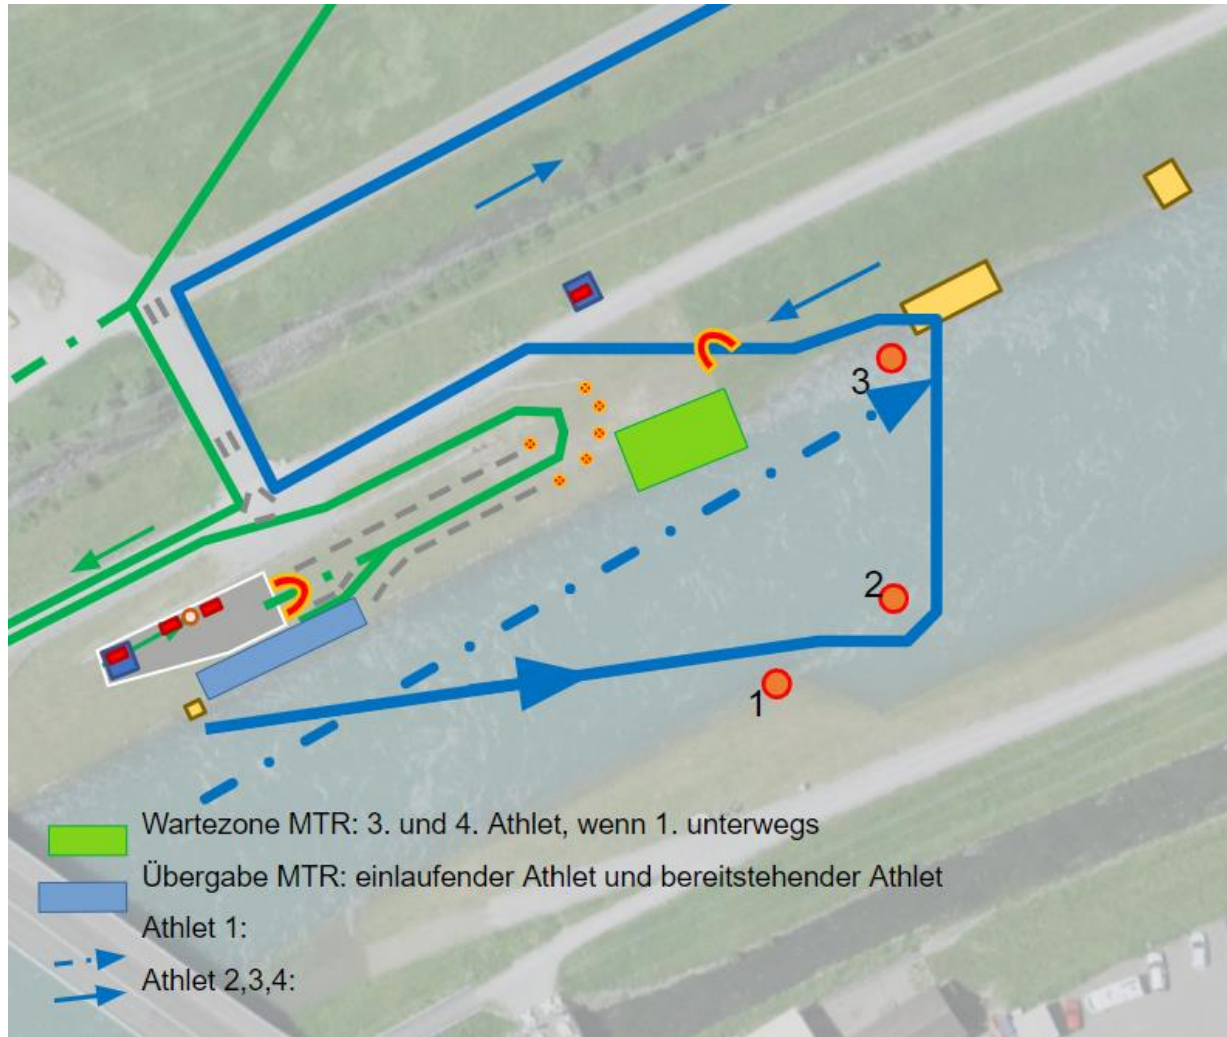 3
2
1
Wartezone MTR: 3. und 4. Athlet, wenn 1. unterwegs
Übergabe MTR: einlaufender Athlet und bereitstehender Athlet
Athlet 1:
Athlet 2,3,4: